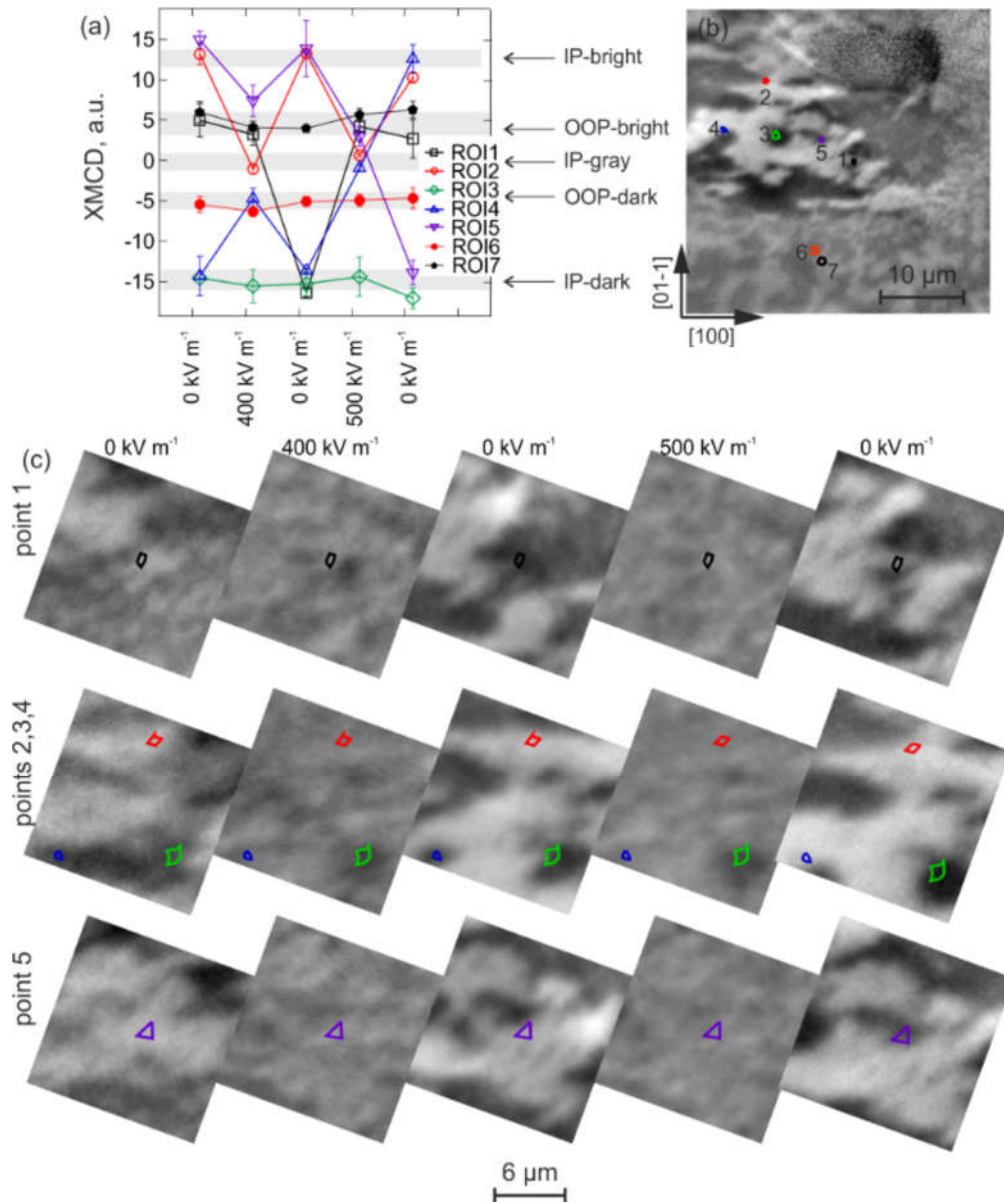 (a)
15
10
5
0
-5
-10
-15
XMCD, a.u.
ROI1
ROI2
ROI3
ROI4
ROI5
ROI6
ROI7
0 kV m⁻¹
400 kV m⁻¹
0 kV m⁻¹
500 kV m⁻¹
0 kV m⁻¹
IP-bright
OOP-bright
IP-gray
OOP-dark
IP-dark
(b)
2
4
3
5
1
6
7
10 µm
[01-1]
[100]
(c)
0 kV m⁻¹
400 kV m⁻¹
0 kV m⁻¹
500 kV m⁻¹
0 kV m⁻¹
point 1
points 2,3,4
point 5
6 µm